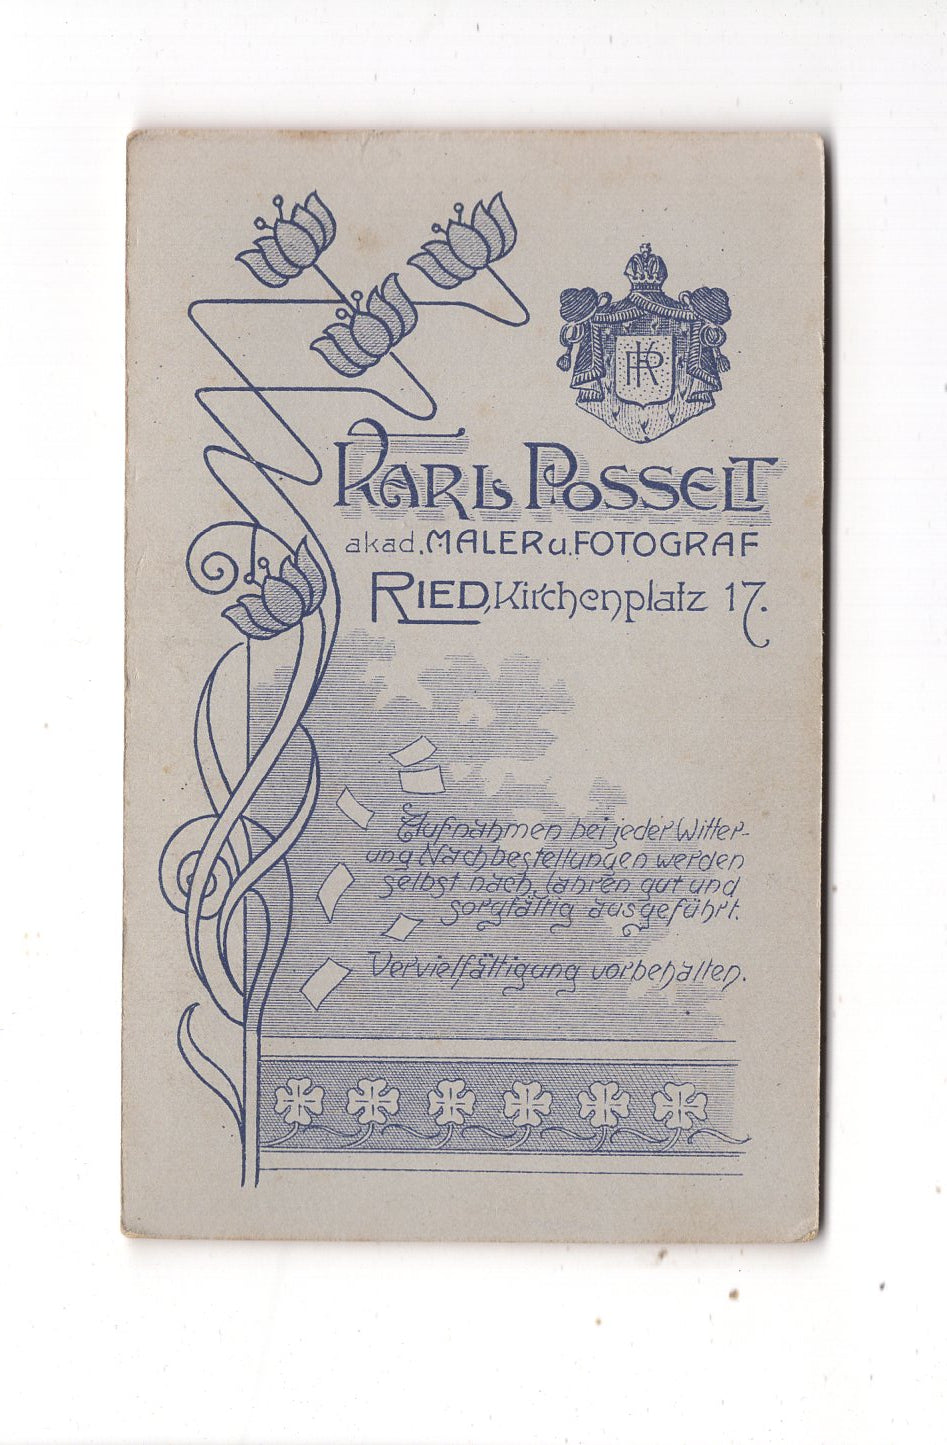 KARL POSSELT
akad. MALER u. FOTOGRAF
RIED, Kirchenplatz 17.
Aufnahmen bei jeder Witter-
ung Nachbestellungen werden
selbst nach Jahren gut und
sorgfältig ausgeführt.
Vervielfältigung vorbehalten.